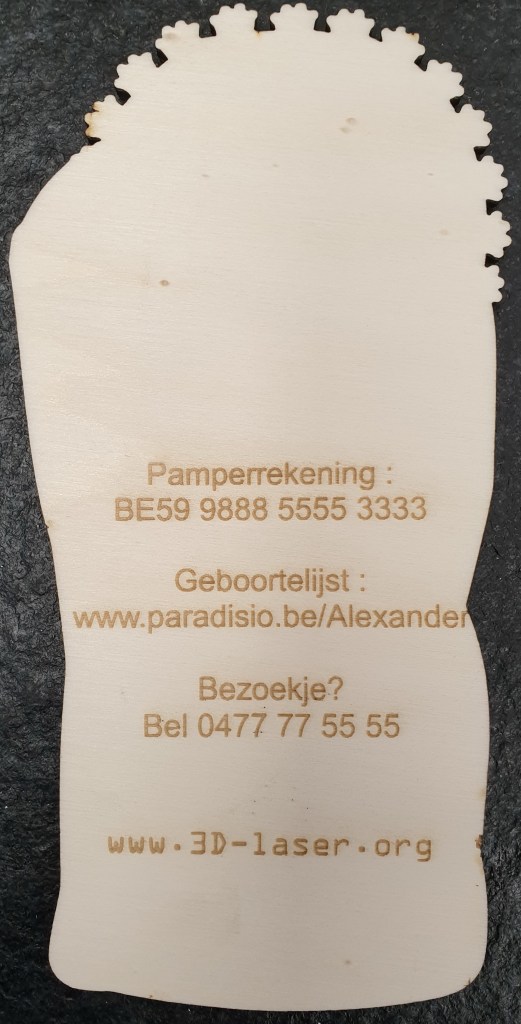 Pamperrekening :
BE59 9888 5555 3333
Geboortelijst :
www.paradisio.be/Alexander
Bezoekje?
Bel 0477 77 55 55
www.3D-laser.org